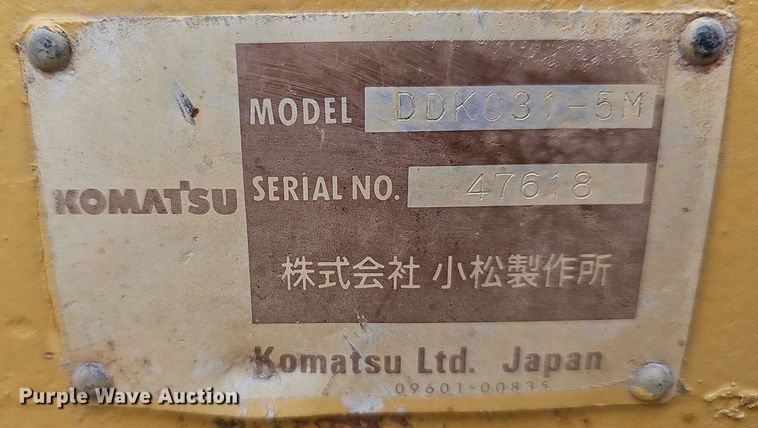 MODEL DDK031-5M
KOMATSU
SERIAL NO. 47618
株式会社 小松製作所
Komatsu Ltd. Japan
09601-00835
Purple Wave Auction